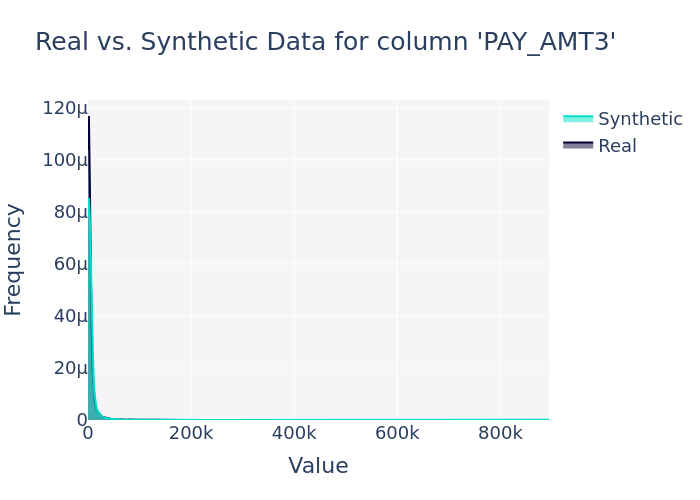 Real vs. Synthetic Data for column 'PAY_AMT3'
120μ
100μ
80μ
60μ
40μ
20μ
0
0 200k 400k 600k 800k
Frequency
Value
Synthetic
Real